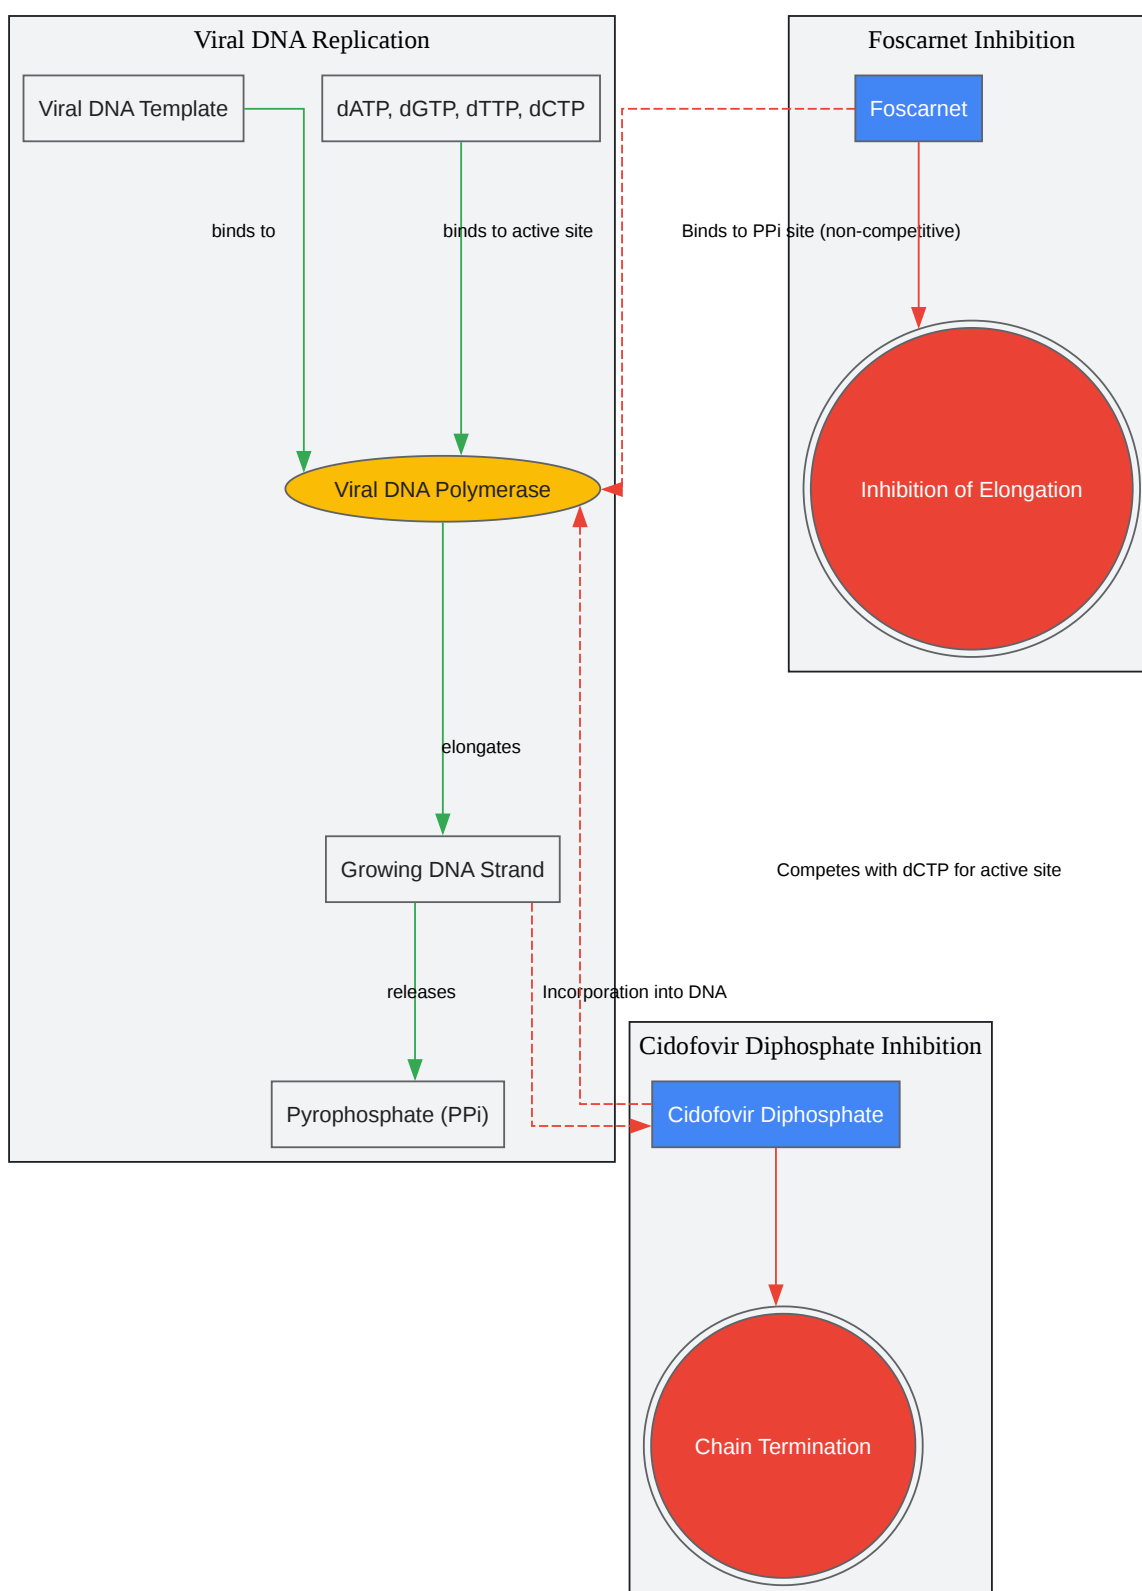 Viral DNA Replication
Foscarnet Inhibition
Viral DNA Template
dATP, dGTP, dTTP, dCTP
Foscarnet
binds to
binds to active site
Binds to PPi site (non-competitive)
Viral DNA Polymerase
Inhibition of Elongation
elongates
Growing DNA Strand
Competes with dCTP for active site
releases
Incorporation into DNA
Cidofovir Diphosphate Inhibition
Pyrophosphate (PPi)
Cidofovir Diphosphate
Chain Termination